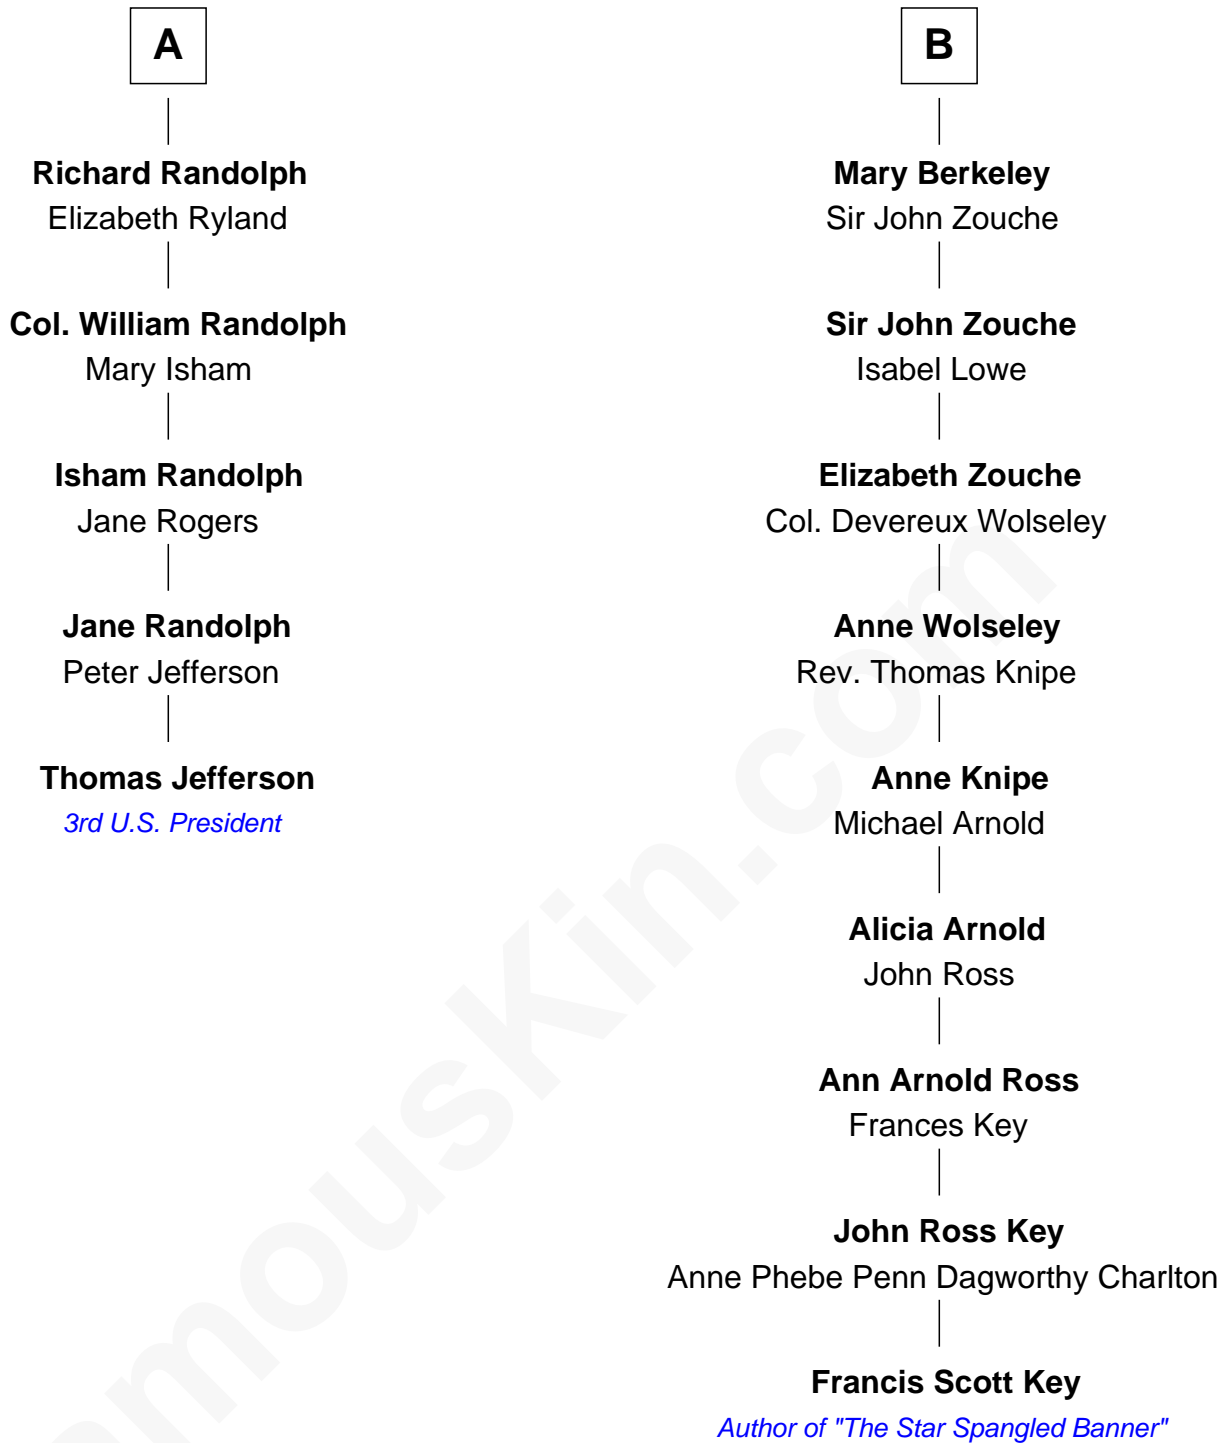 A
Richard Randolph
Elizabeth Ryland
Col. William Randolph
Mary Isham
Isham Randolph
Jane Rogers
Jane Randolph
Peter Jefferson
Thomas Jefferson
3rd U.S. President
B
Mary Berkeley
Sir John Zouche
Sir John Zouche
Isabel Lowe
Elizabeth Zouche
Col. Devereux Wolseley
Anne Wolseley
Rev. Thomas Knipe
Anne Knipe
Michael Arnold
Alicia Arnold
John Ross
Ann Arnold Ross
Frances Key
John Ross Key
Anne Phebe Penn Dagworthy Charlton
Francis Scott Key
Author of "The Star Spangled Banner"
amouskin.com